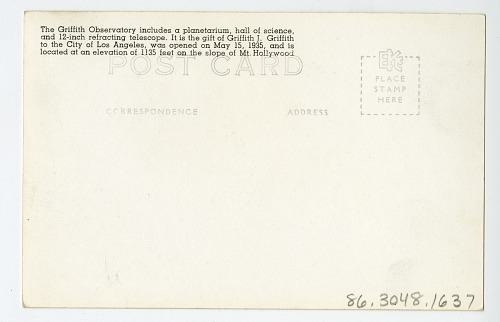 The Griffith Observatory includes a planetarium, hall of science,
and 12-inch refracting telescope. It is the gift of Griffith J. Griffith
to the City of Los Angeles, was opened on May 15, 1935, and is
located at an elevation of 1135 feet on the slope of Mt. Hollywood.
POST CARD
CORRESPONDENCE
ADDRESS
EKC
PLACE
STAMP
HERE
86.3048.1637